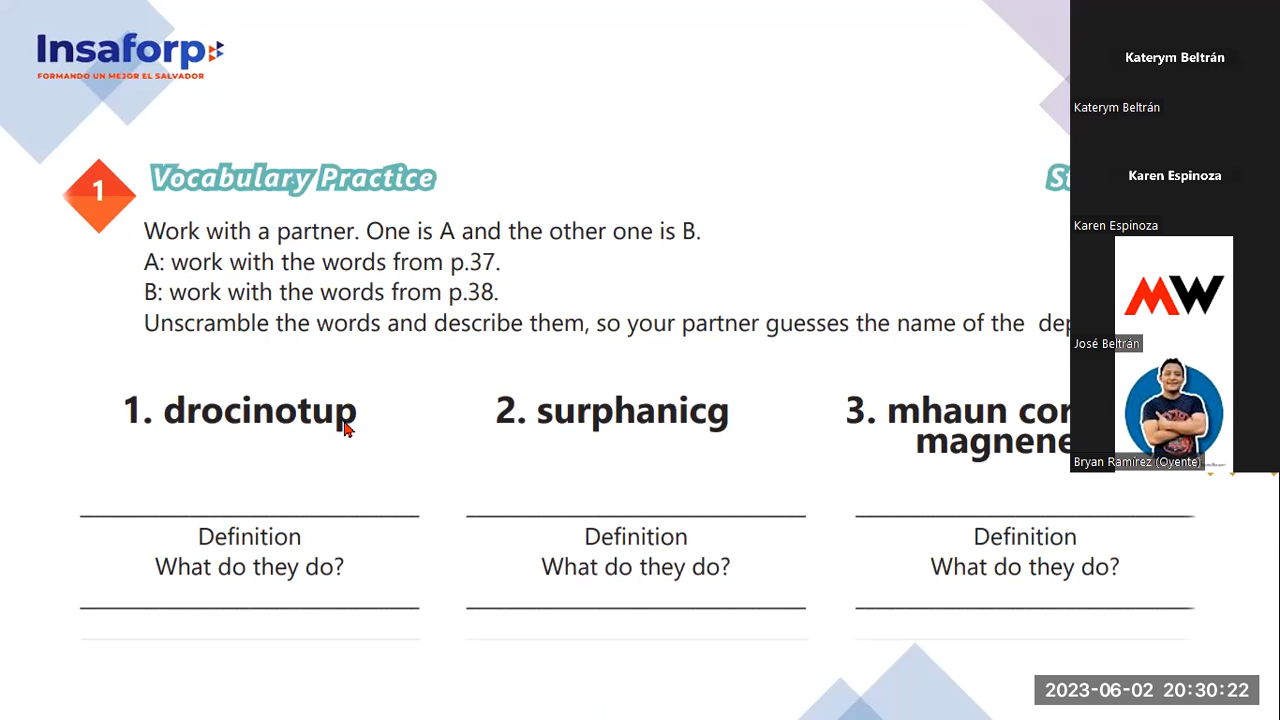 Insaforp
FORMANDO UN MEJOR EL SALVADOR
1
Vocabulary Practice
Work with a partner. One is A and the other one is B.
A: work with the words from p.37.
B: work with the words from p.38.
Unscramble the words and describe them, so your partner guesses the name of the
1. drocinotup
2. surphanicg
3. mhaun
magnene
Definition
What do they do?
Definition
What do they do?
Definition
What do they do?
Katerym Beltrán
Katerym Beltrán
Karen Espinoza
Karen Espinoza
MW
José Beltrán
Bryan Ramírez (Oyente)
2023-06-02 20:30:22